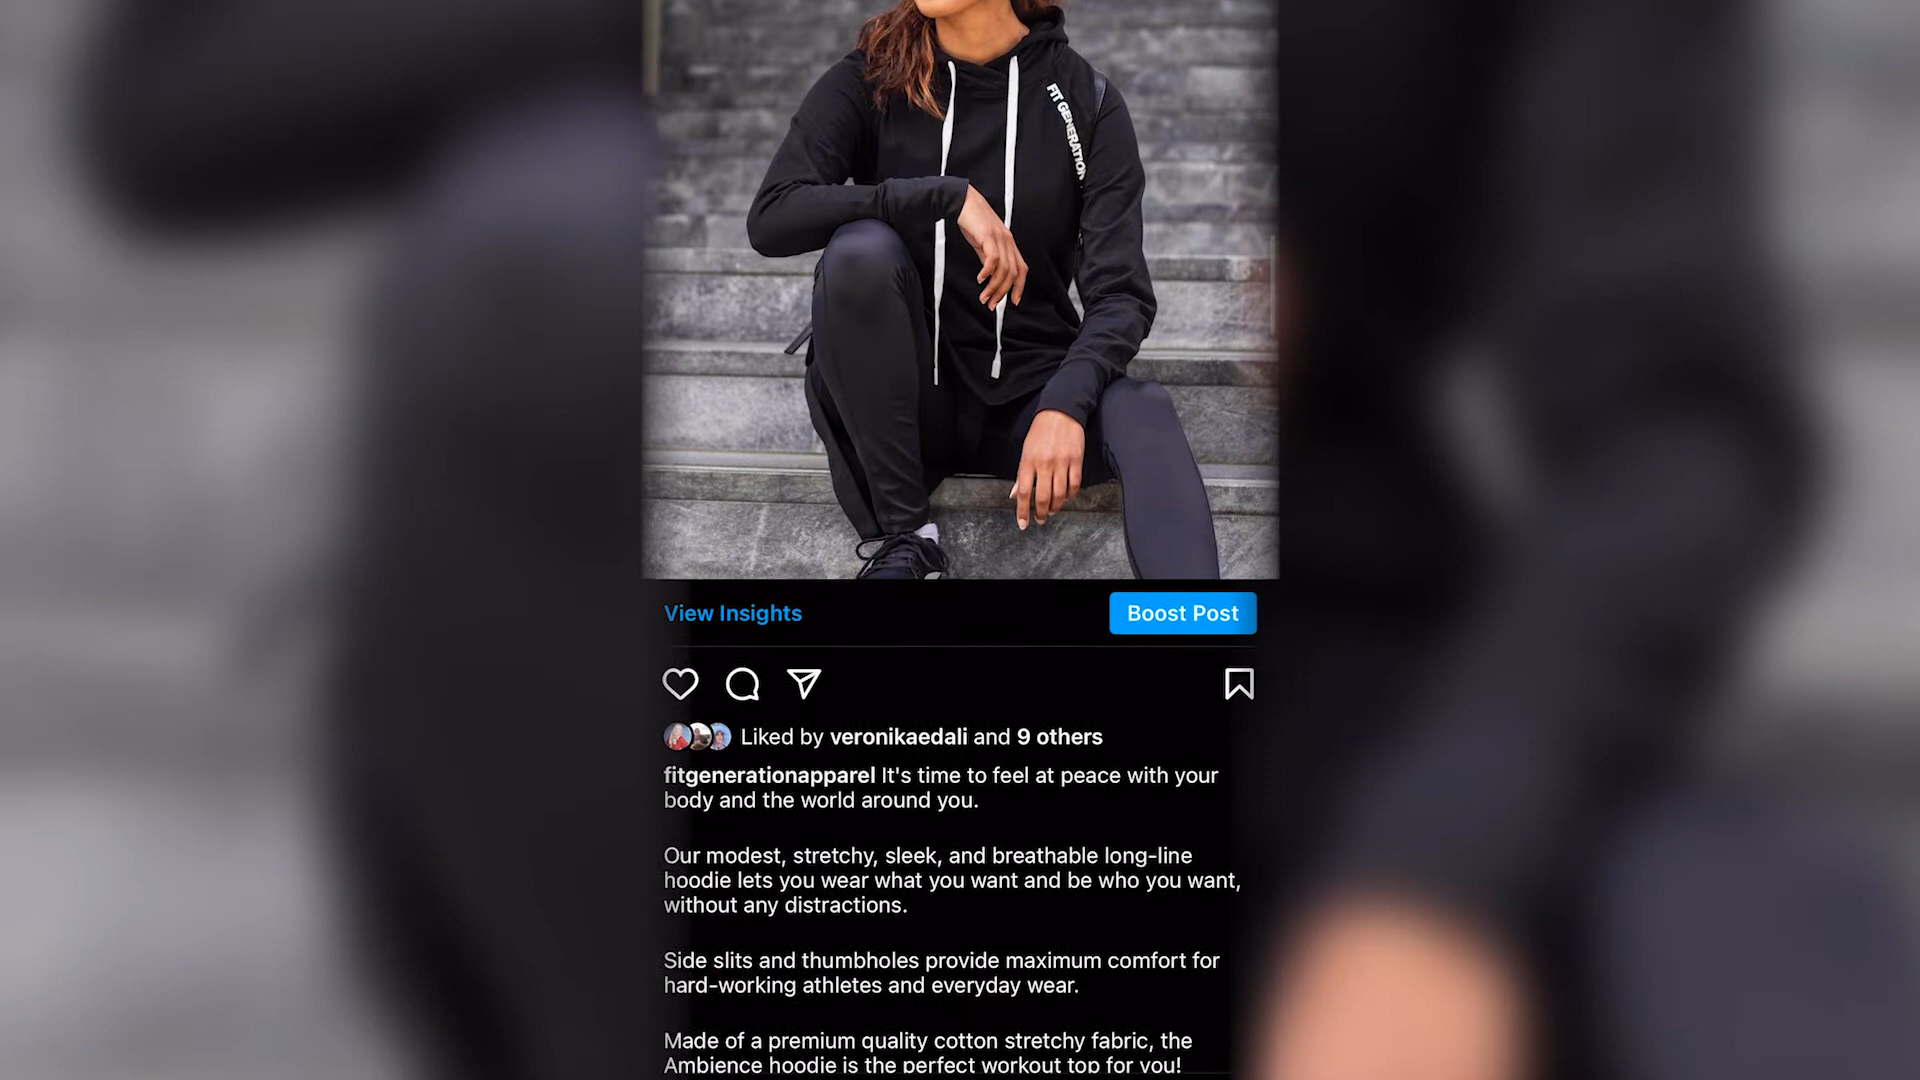 FIT GENERATION
View Insights
Boost Post
Liked by veronikaedali and 9 others
fitgenerationapparel It's time to feel at peace with your
body and the world around you.
Our modest, stretchy, sleek, and breathable long-line
hoodie lets you wear what you want and be who you want,
without any distractions.
Side slits and thumbholes provide maximum comfort for
hard-working athletes and everyday wear.
Made of a premium quality cotton stretchy fabric, the
Ambience hoodie is the perfect workout top for you!